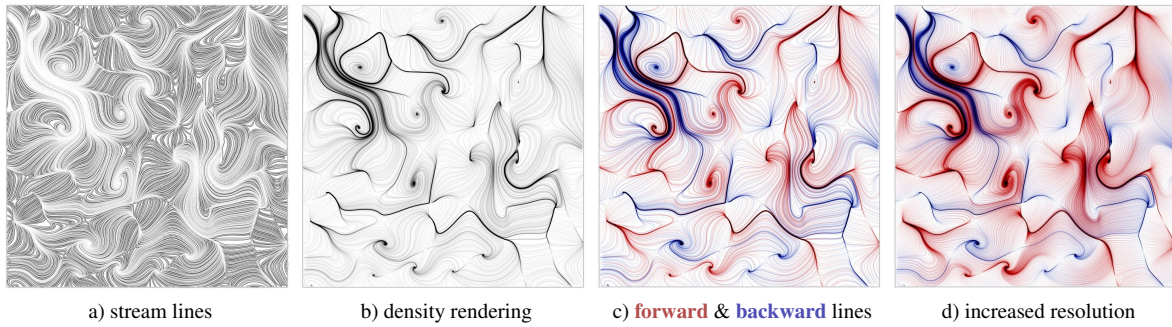 a) stream lines
b) density rendering
c) forward & backward lines
d) increased resolution